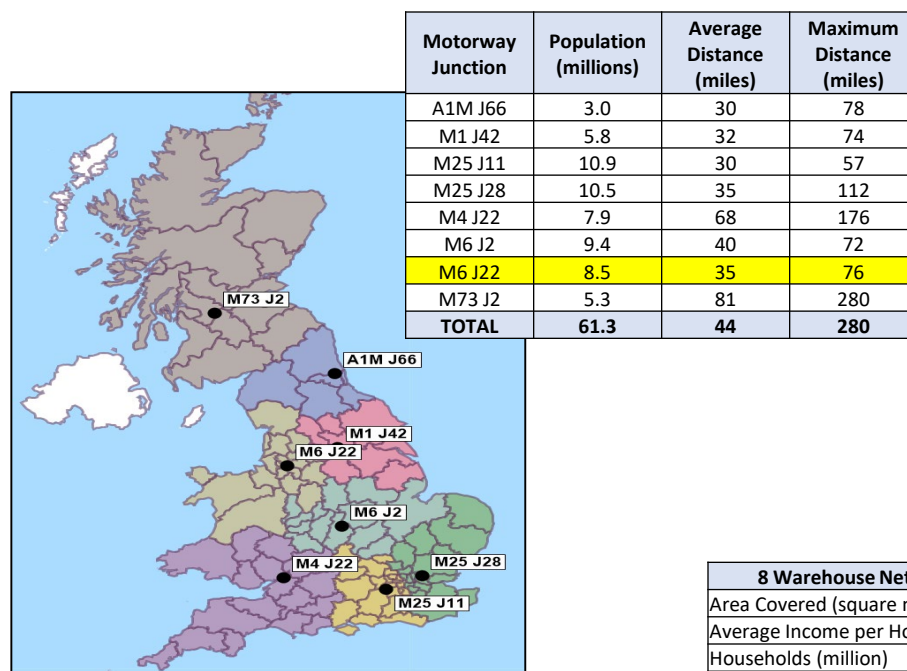 Motorway Junction Population (millions) Average Distance (miles) Maximum Distance (miles)
A1M J66 3.0 30 78
M1 J42 5.8 32 74
M25 J11 10.9 30 57
M25 J28 10.5 35 112
M4 J22 7.9 68 176
M6 J2 9.4 40 72
M6 J22 8.5 35 76
M73 J2 5.3 81 280
TOTAL 61.3 44 280
M73 J2
A1M J66
M1 J42
M6 J22
M6 J2
M4 J22
M25 J28
M25 J11
8 Warehouse Net
Area Covered (square
Average Income per Ho
Households (million)